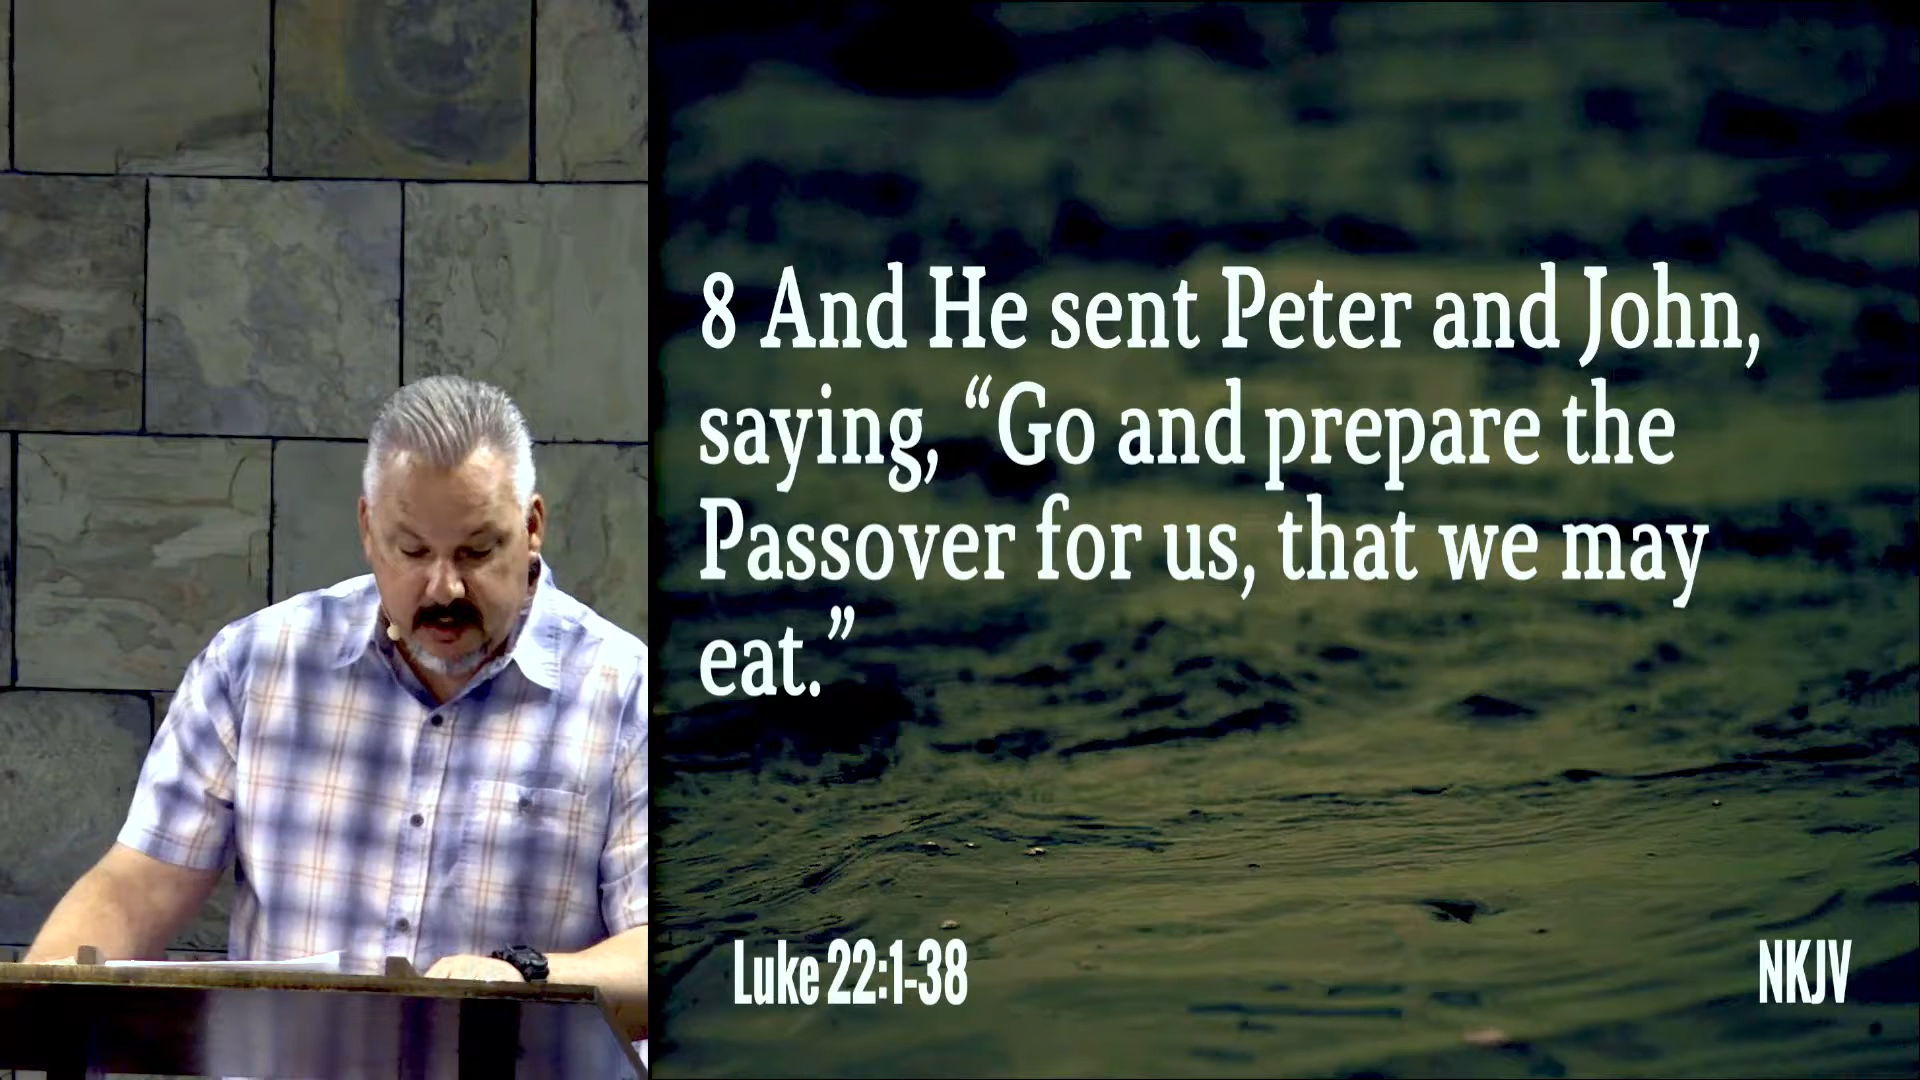 8 And He sent Peter and John,
saying, “Go and prepare the
Passover for us, that we may
eat.”
Luke 22:1-38
NKJV